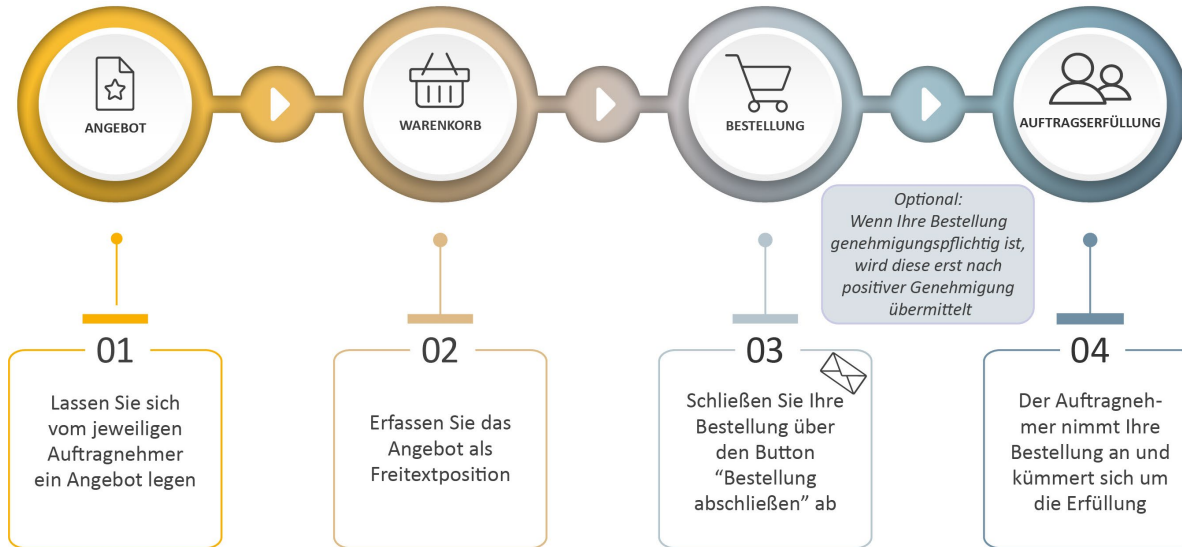 ANGEBOT
WARENKORB
BESTELLUNG
AUFTRAGSERFÜLLUNG
Optional:
Wenn Ihre Bestellung
genehmigungspflichtig ist,
wird diese erst nach
positiver Genehmigung
übermittelt
01
Lassen Sie sich
vom jeweiligen
Auftragnehmer
ein Angebot legen
02
Erfassen Sie das
Angebot als
Freitextposition
03
Schließen Sie Ihre
Bestellung über
den Button
“Bestellung
abschließen” ab
04
Der Auftragneh-
mer nimmt Ihre
Bestellung an und
kümmert sich um
die Erfüllung